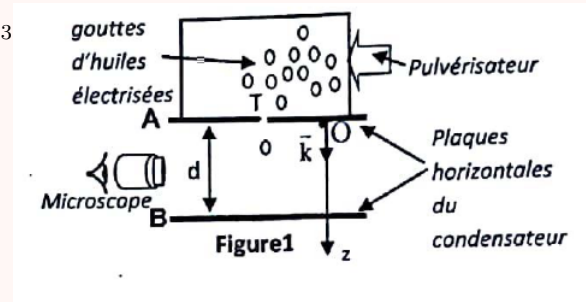 3
gouttes
d'huiles
électrisées
Pulvérisateur
T
A
O
k
d
Microscope
B
Plaques
horizontales
du
condensateur
Figure1
z